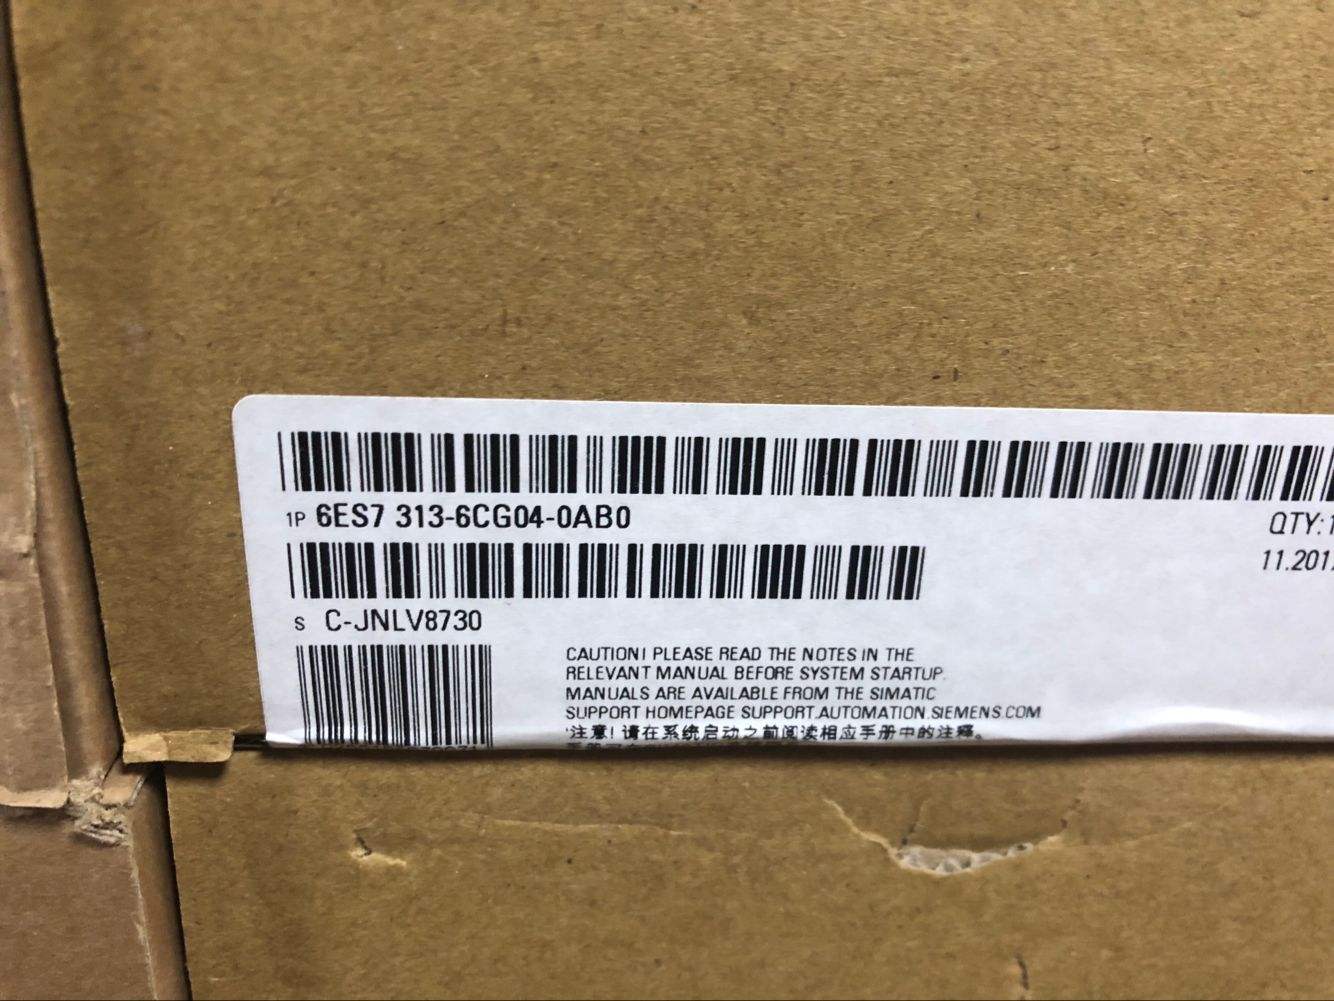 1P 6ES7 313-6CG04-0AB0
QTY:1
11.201
S C-JNLV8730
CAUTION! PLEASE READ THE NOTES IN THE
RELEVANT MANUAL BEFORE SYSTEM STARTUP.
MANUALS ARE AVAILABLE FROM THE SIMATIC
SUPPORT HOMEPAGE SUPPORT.AUTOMATION.SIEMENS.COM
注意! 请在系统启动之前阅读相应手册中的注释。